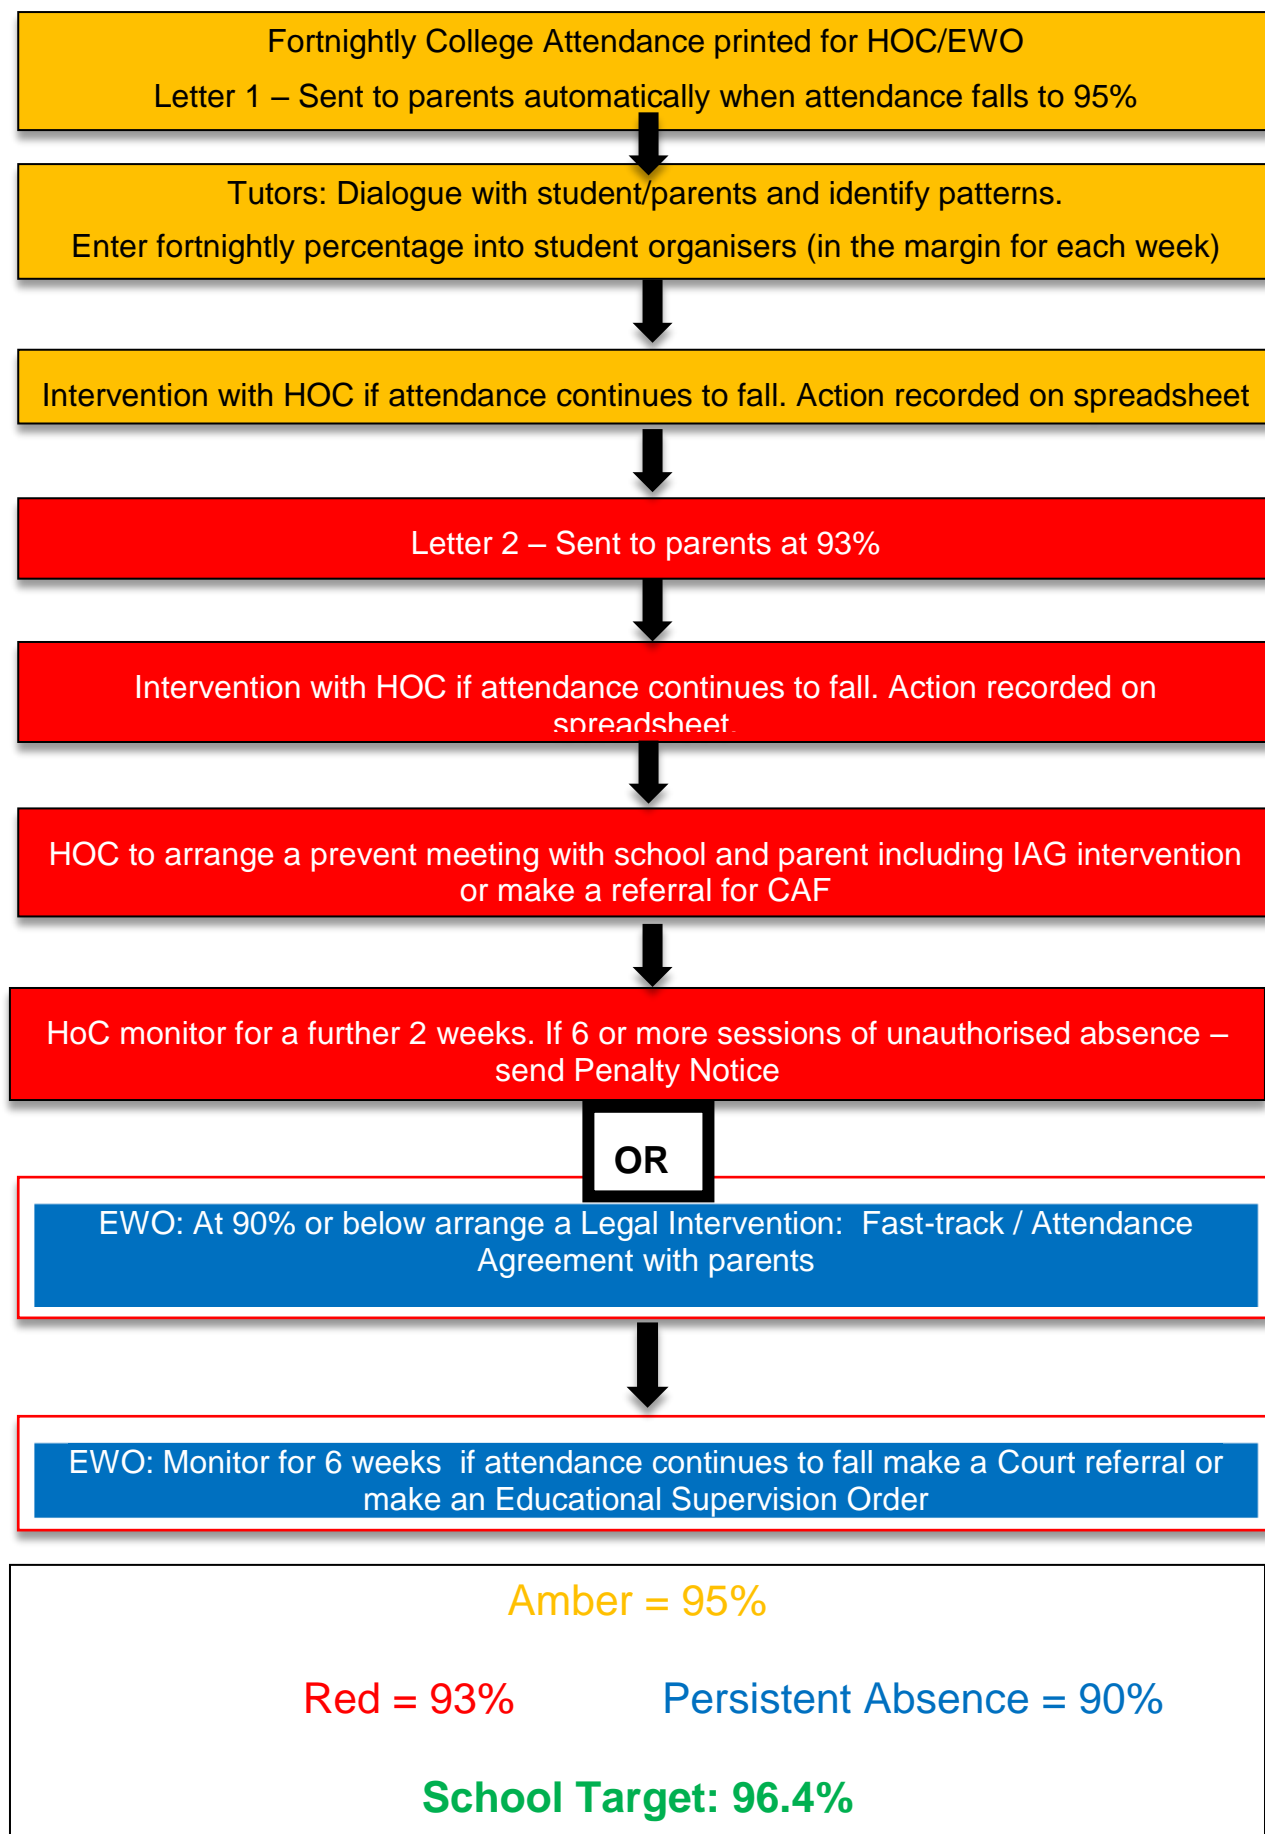 Fortnightly College Attendance printed for HOC/EWO
Letter 1 – Sent to parents automatically when attendance falls to 95%
Tutors: Dialogue with student/parents and identify patterns.
Enter fortnightly percentage into student organisers (in the margin for each week)
Intervention with HOC if attendance continues to fall. Action recorded on spreadsheet
Letter 2 – Sent to parents at 93%
Intervention with HOC if attendance continues to fall. Action recorded on
spreadsheet.
HOC to arrange a prevent meeting with school and parent including IAG intervention
or make a referral for CAF
HoC monitor for a further 2 weeks. If 6 or more sessions of unauthorised absence –
send Penalty Notice
OR
EWO: At 90% or below arrange a Legal Intervention: Fast-track / Attendance
Agreement with parents
EWO: Monitor for 6 weeks if attendance continues to fall make a Court referral or
make an Educational Supervision Order
Amber = 95%
Red = 93% Persistent Absence = 90%
School Target: 96.4%